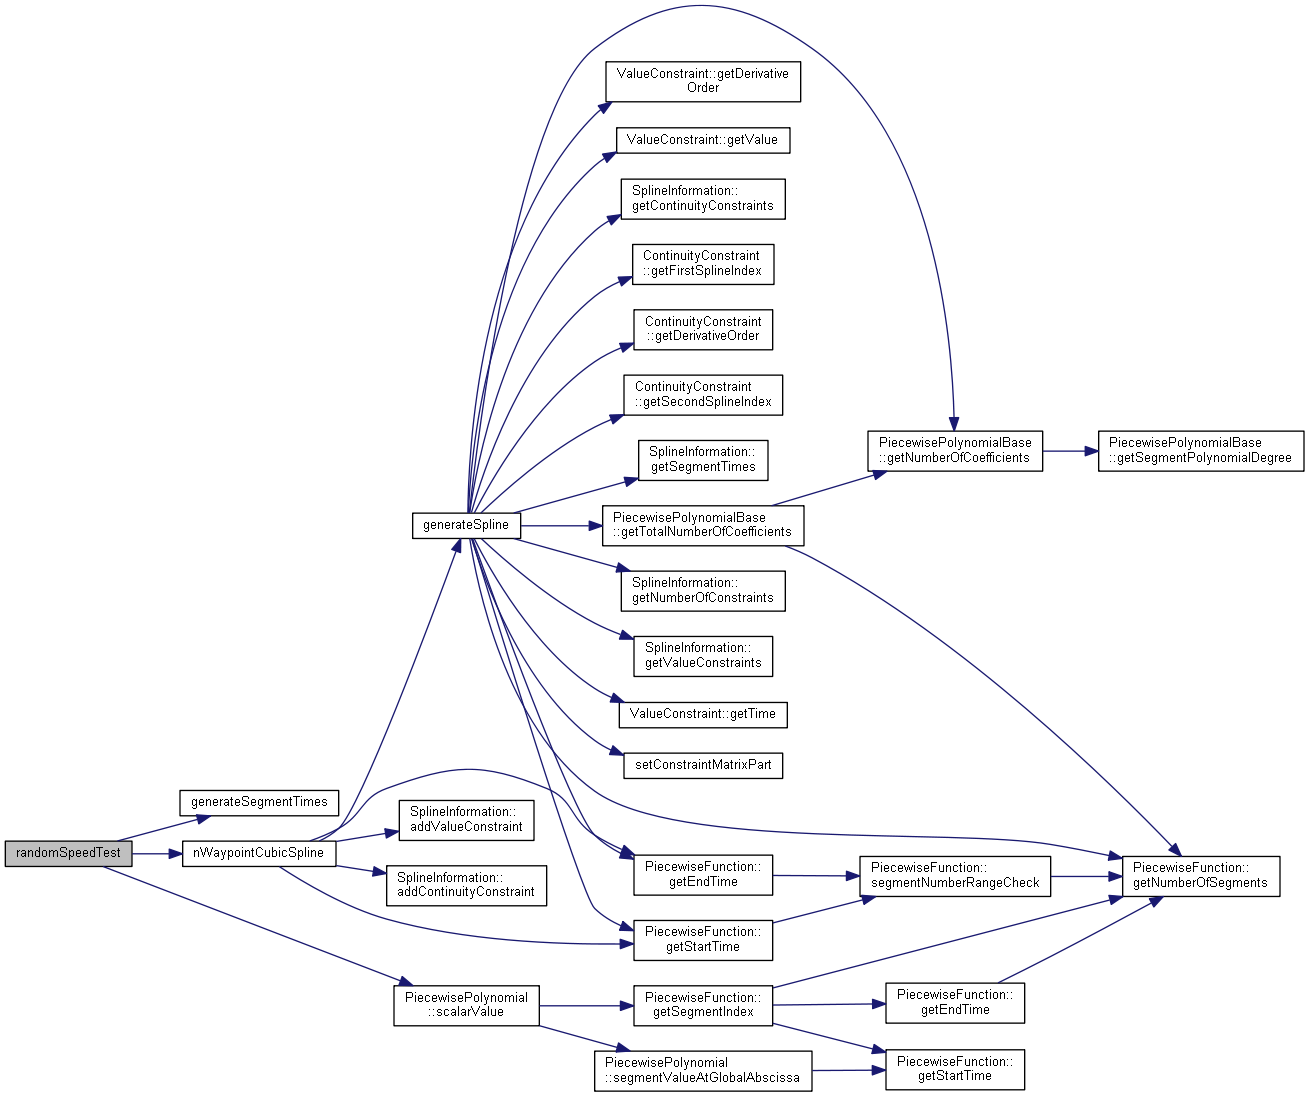 ValueConstraint::getDerivative
Order
ValueConstraint::getValue
SplineInformation::
getContinuityConstraints
ContinuityConstraint
::getFirstSplineIndex
ContinuityConstraint
::getDerivativeOrder
ContinuityConstraint
::getSecondSplineIndex
PiecewisePolynomialBase
::getNumberOfCoefficients
PiecewisePolynomialBase
::getSegmentPolynomialDegree
SplineInformation::
getSegmentTimes
generateSpline
PiecewisePolynomialBase
::getTotalNumberOfCoefficients
SplineInformation::
getNumberOfConstraints
SplineInformation::
getValueConstraints
ValueConstraint::getTime
setConstraintMatrixPart
generateSegmentTimes
SplineInformation::
addValueConstraint
randomSpeedTest
nWaypointCubicSpline
SplineInformation::
addContinuityConstraint
PiecewiseFunction::
getEndTime
PiecewiseFunction::
segmentNumberRangeCheck
PiecewiseFunction::
getNumberOfSegments
PiecewiseFunction::
getStartTime
PiecewisePolynomial
::scalarValue
PiecewiseFunction::
getSegmentIndex
PiecewiseFunction::
getEndTime
PiecewisePolynomial
::segmentValueAtGlobalAbscissa
PiecewiseFunction::
getStartTime